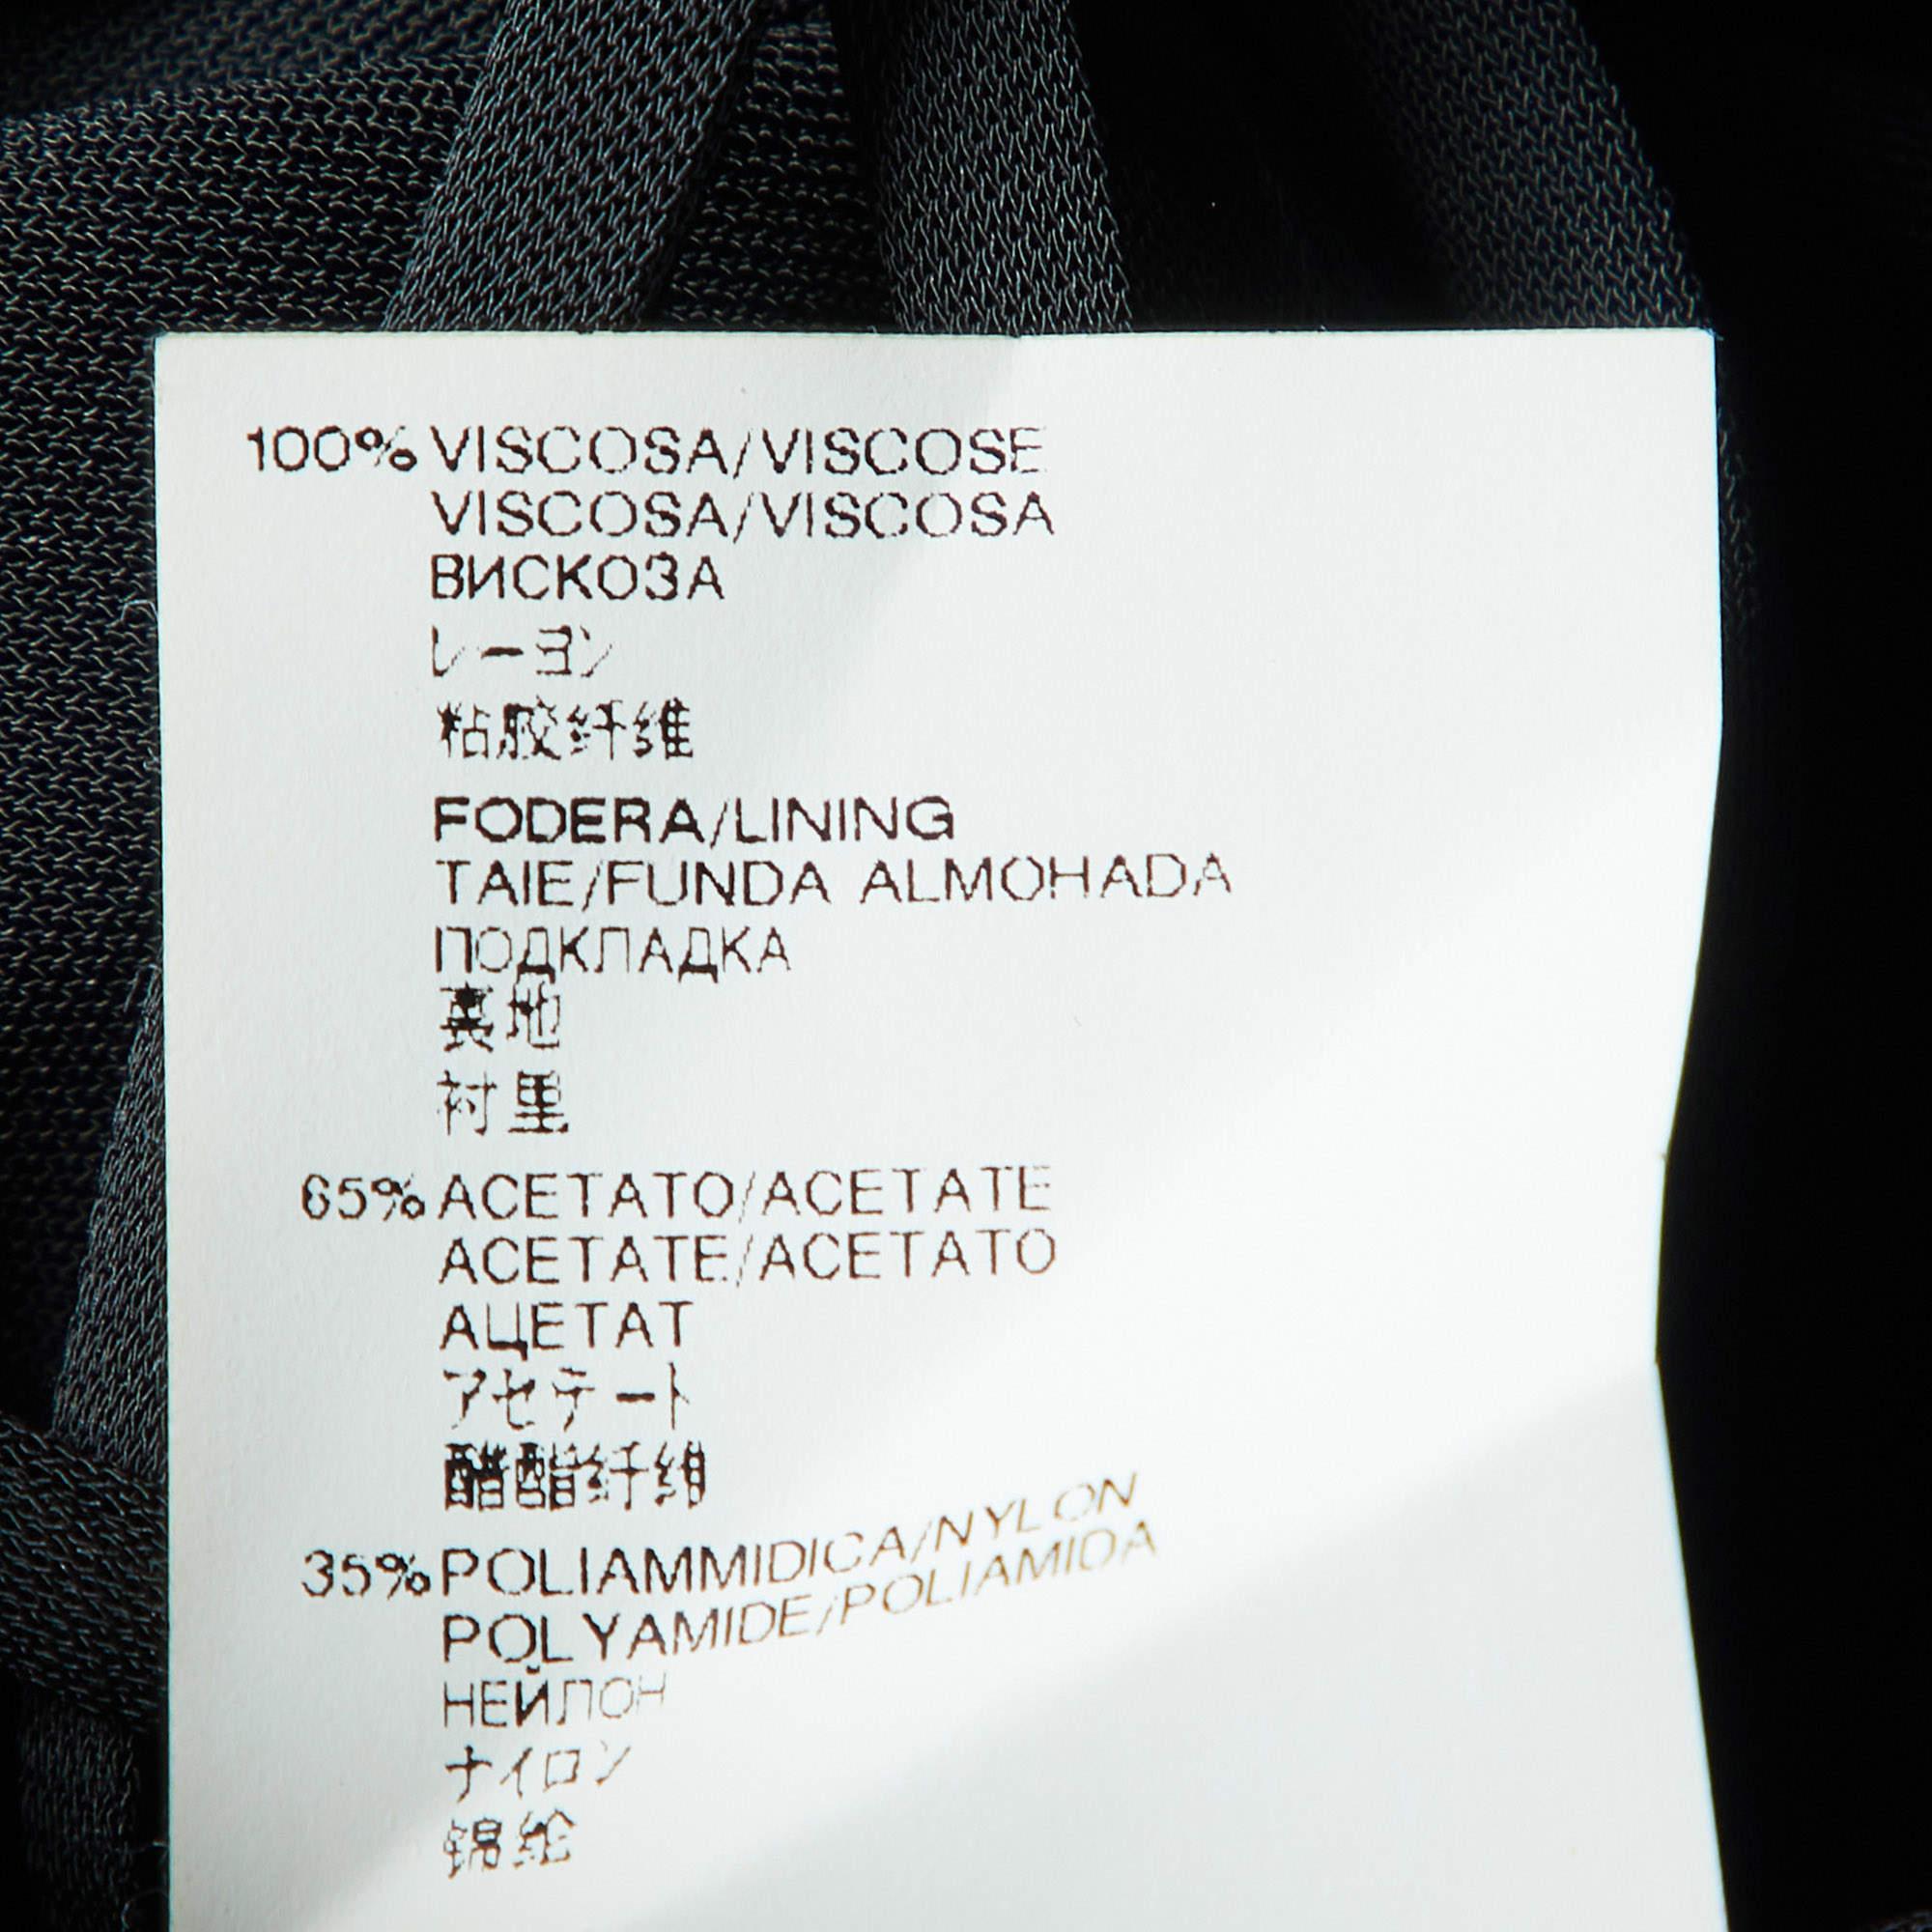 100% VISCOSA/VISCOSE
VISCOSA/VISCOSA
ВИСКОЗА
レーヨン
粘胶纤维
FODERA/LINING
TAIE/FUNDA ALMOHADA
ПОДКЛАДКА
裏地
衬里
65% ACETATO/ACETATE
ACETATE/ACETATO
АЦЕТАТ
アセテート
醋酯纤维
35% POLIAMMIDICA/NYLON
POLYAMIDE/POLIAMIDA
НЕЙЛОН
ナイロン
锦纶